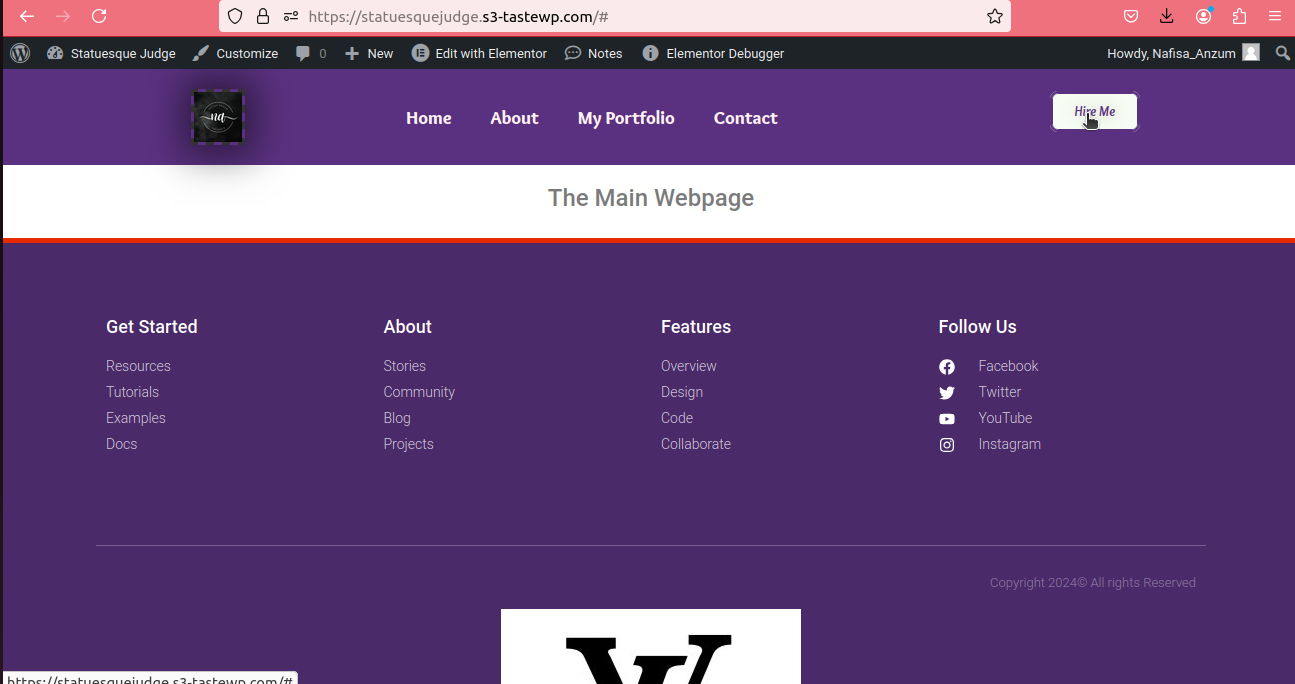 https://statuesquejudge.s3-tastewp.com/#
Statuesque Judge Customize 0 New Edit with Elementor Notes Elementor Debugger Howdy, Nafisa_Anzum
na Home About My Portfolio Contact Hire Me
The Main Webpage
Get Started About Features Follow Us
Resources Stories Overview Facebook
Tutorials Community Design Twitter
Examples Blog Code YouTube
Docs Projects Collaborate Instagram
Copyright 2024© All rights Reserved
W
https://statuesquejudge.s3-tastewp.com/#